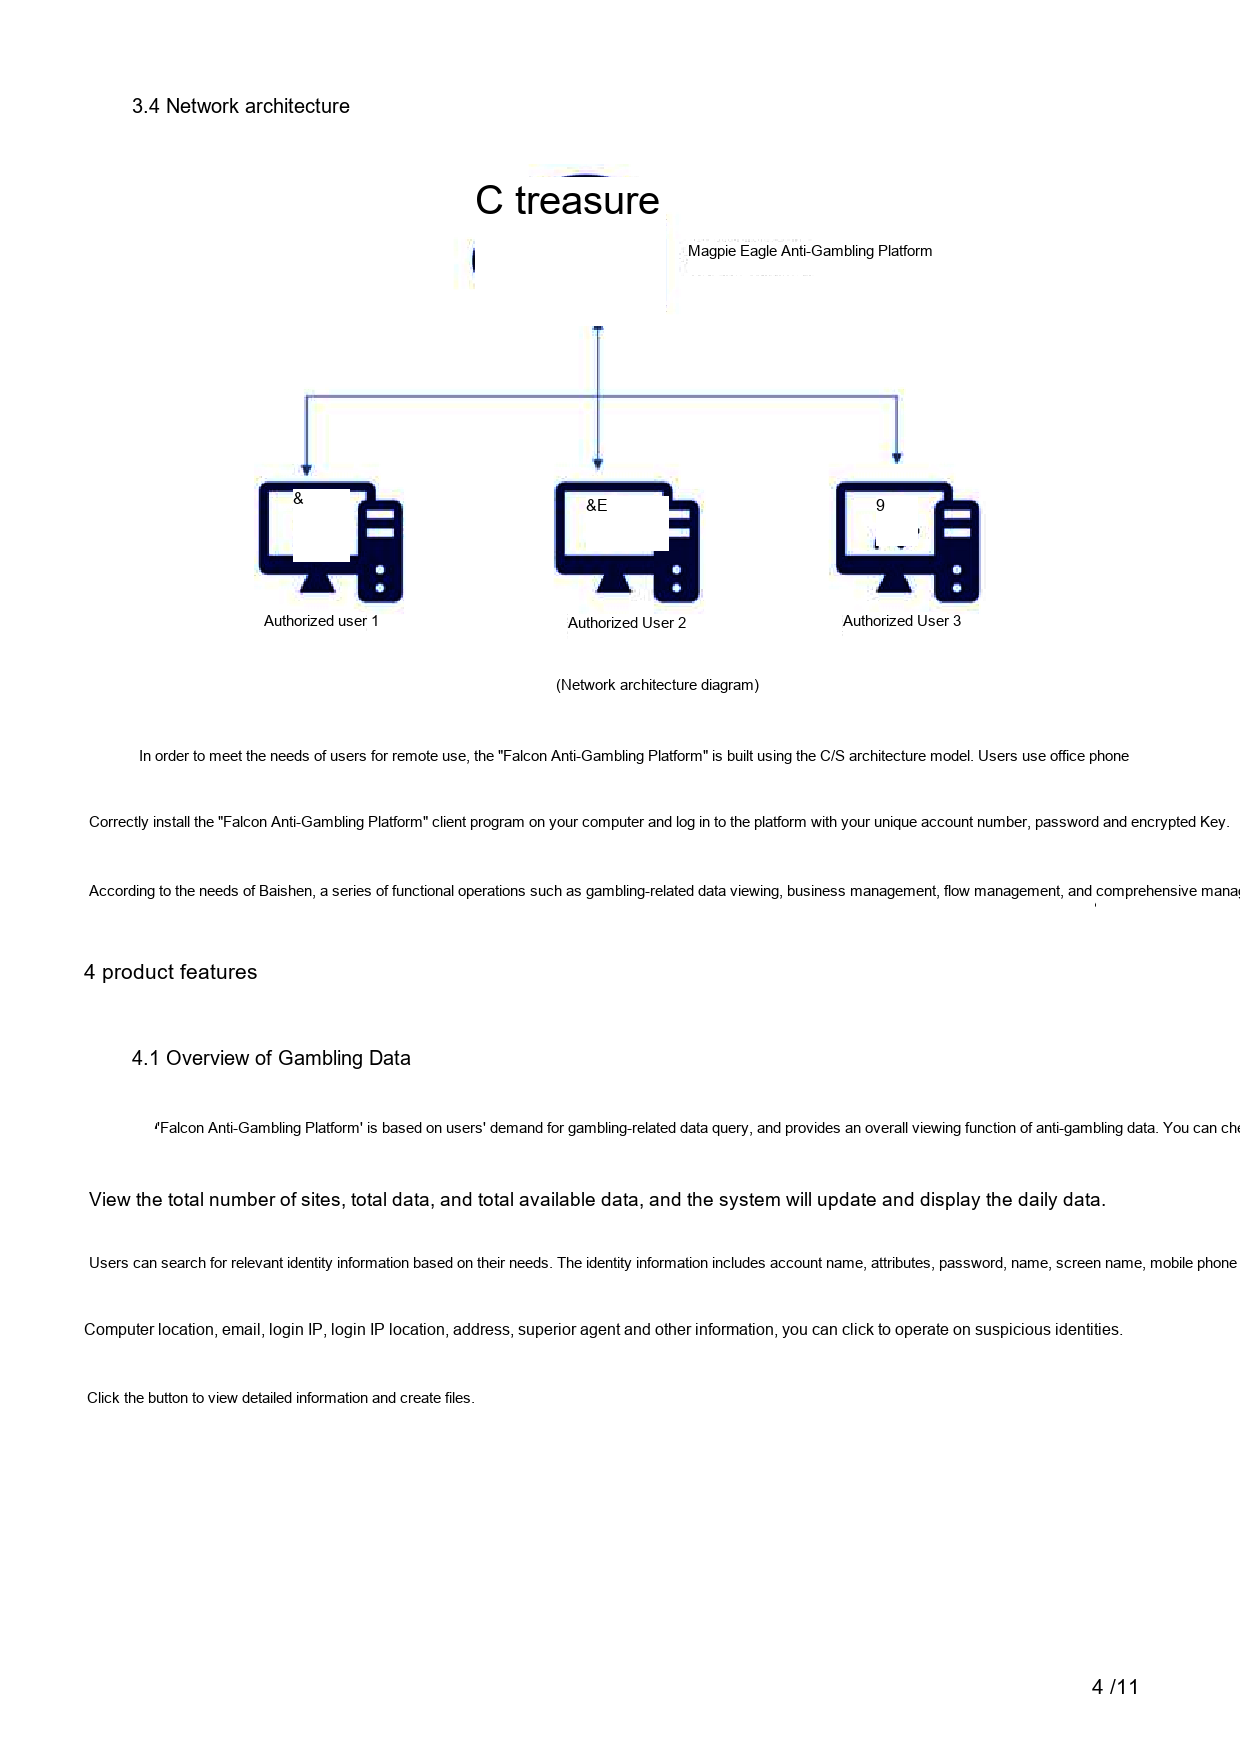 3.4 Network architecture
C treasure
Magpie Eagle Anti-Gambling Platform
&
&E
9
Authorized user 1
Authorized User 2
Authorized User 3
(Network architecture diagram)
In order to meet the needs of users for remote use, the "Falcon Anti-Gambling Platform" is built using the C/S architecture model. Users use office phone
Correctly install the "Falcon Anti-Gambling Platform" client program on your computer and log in to the platform with your unique account number, password and encrypted Key.
According to the needs of Baishen, a series of functional operations such as gambling-related data viewing, business management, flow management, and comprehensive
4 product features
4.1 Overview of Gambling Data
'Falcon Anti-Gambling Platform' is based on users' demand for gambling-related data query, and provides an overall viewing function of anti-gambling data. You can
View the total number of sites, total data, and total available data, and the system will update and display the daily data.
Users can search for relevant identity information based on their needs. The identity information includes account name, attributes, password, name, screen name, mobile phone
Computer location, email, login IP, login IP location, address, superior agent and other information, you can click to operate on suspicious identities.
Click the button to view detailed information and create files.
4 /11